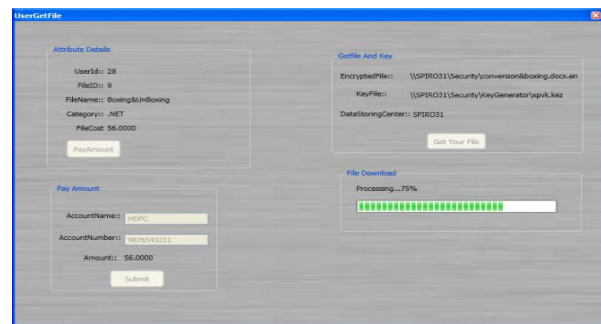 UserGetFile
Attribute Details
UserId:: 28
FileID:: 9
FileName:: Boxing&UnBoxing
Category:: .NET
FileCost 56.0000
PayAmount
Pay Amount
AccountName:: HDFC
AccountNumber:: 9876543211
Amount:: 56.0000
Submit
Getfile And Key
EncryptedFile:: \\SPIRO31\Security\conversion&boxing.docx.en
KeyFile:: \\SPIRO31\Security\KeyGenerator\xpvk.kez
DataStoringCenter:: SPIRO31
Get Your File
File Download
Processing...75%